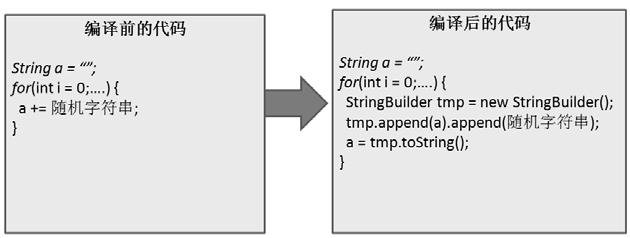 编译前的代码
String a = “”;
for(int i = 0;....) {
a += 随机字符串;
}
编译后的代码
String a = “”;
for(int i = 0;....) {
StringBuilder tmp = new StringBuilder();
tmp.append(a).append(随机字符串);
a = tmp.toString();
}